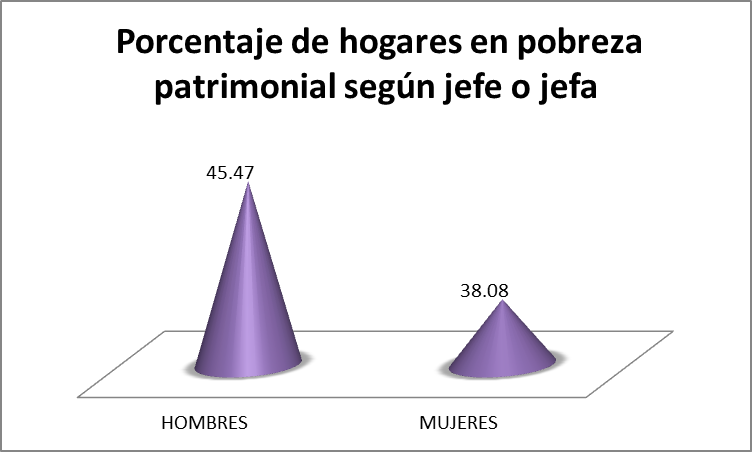 Porcentaje de hogares en pobreza
patrimonial según jefe o jefa
45.47
38.08
HOMBRES
MUJERES